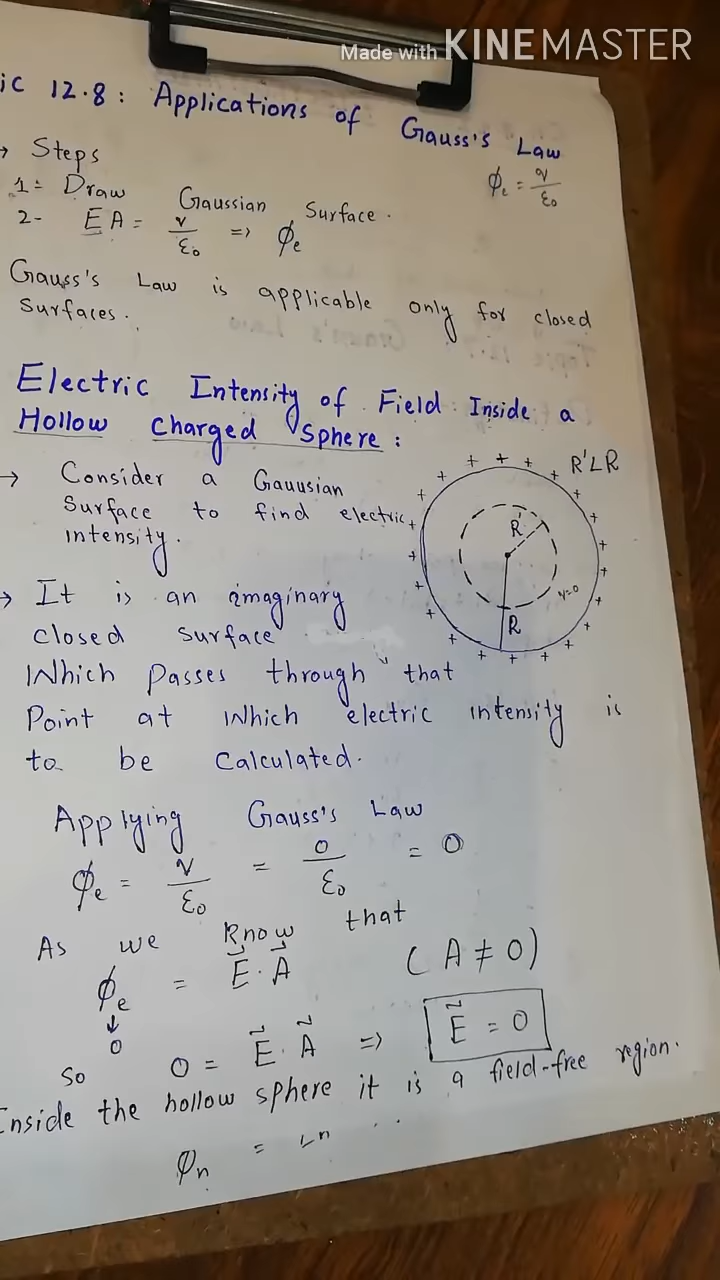 Made with KINEMASTER
ic 12.8: Applications of Gauss's Law
→ Steps
ϕe = q/ε0
1= Draw Gaussian Surface.
2- EA = q/ε0 => ϕe
Gauss's Law is applicable only for closed
Surfaces.
Electric Intensity of Field Inside a
Hollow charged Sphere:
R'LR
→ Consider a Gauusian
Surface to find electric
intensity.
R'
q=0
R
→ It is an imaginary
closed surface
Which passes through that
Point at which electric intensity is
to be calculated.
Applying Gauss's Law
ϕe = q/ε0 = 0/ε0 = 0
As we know that
ϕe = E⃗ . A⃗ (A ≠ 0)
↓
0
So 0 = E⃗ . A⃗ => E⃗ = 0
Inside the hollow sphere it is a field-free region.